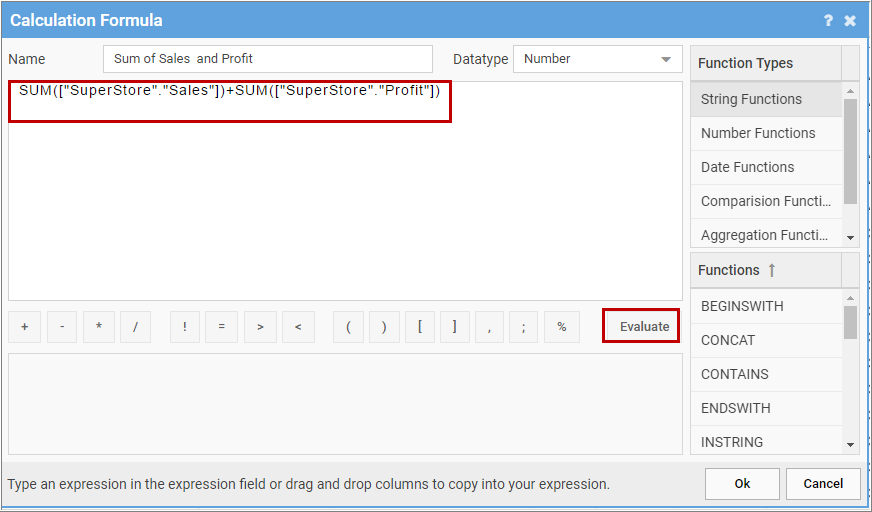 Calculation Formula ? ✖
Name Sum of Sales and Profit Datatype Number
SUM(["SuperStore"."Sales"])+SUM(["SuperStore"."Profit"])
+ - * / ! = > < ( ) [ ] , ; % Evaluate
Function Types
String Functions
Number Functions
Date Functions
Comparision Functi...
Aggregation Functi...
Functions ↑
BEGINSWITH
CONCAT
CONTAINS
ENDSWITH
INSTRING
Type an expression in the expression field or drag and drop columns to copy into your expression.
Ok Cancel